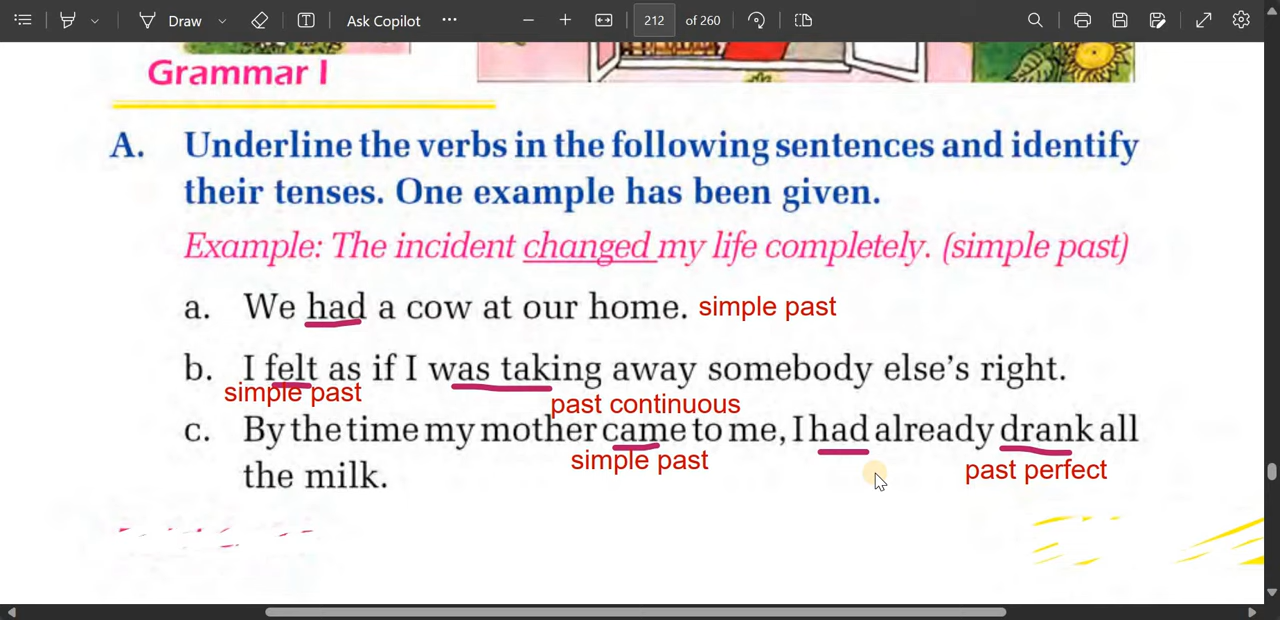 Draw Ask Copilot 212 of 260
Grammar I
A. Underline the verbs in the following sentences and identify
their tenses. One example has been given.
Example: The incident changed my life completely. (simple past)
a. We had a cow at our home. simple past
b. I felt as if I was taking away somebody else's right.
simple past
past continuous
c. By the time my mother came to me, I had already drank all
simple past
past perfect
the milk.